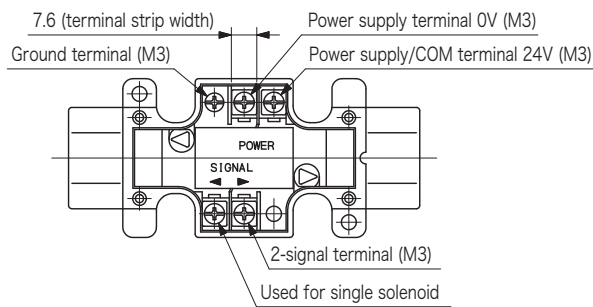 7.6 (terminal strip width)
Power supply terminal 0V (M3)
Ground terminal (M3)
Power supply/COM terminal 24V (M3)
POWER
SIGNAL
2-signal terminal (M3)
Used for single solenoid